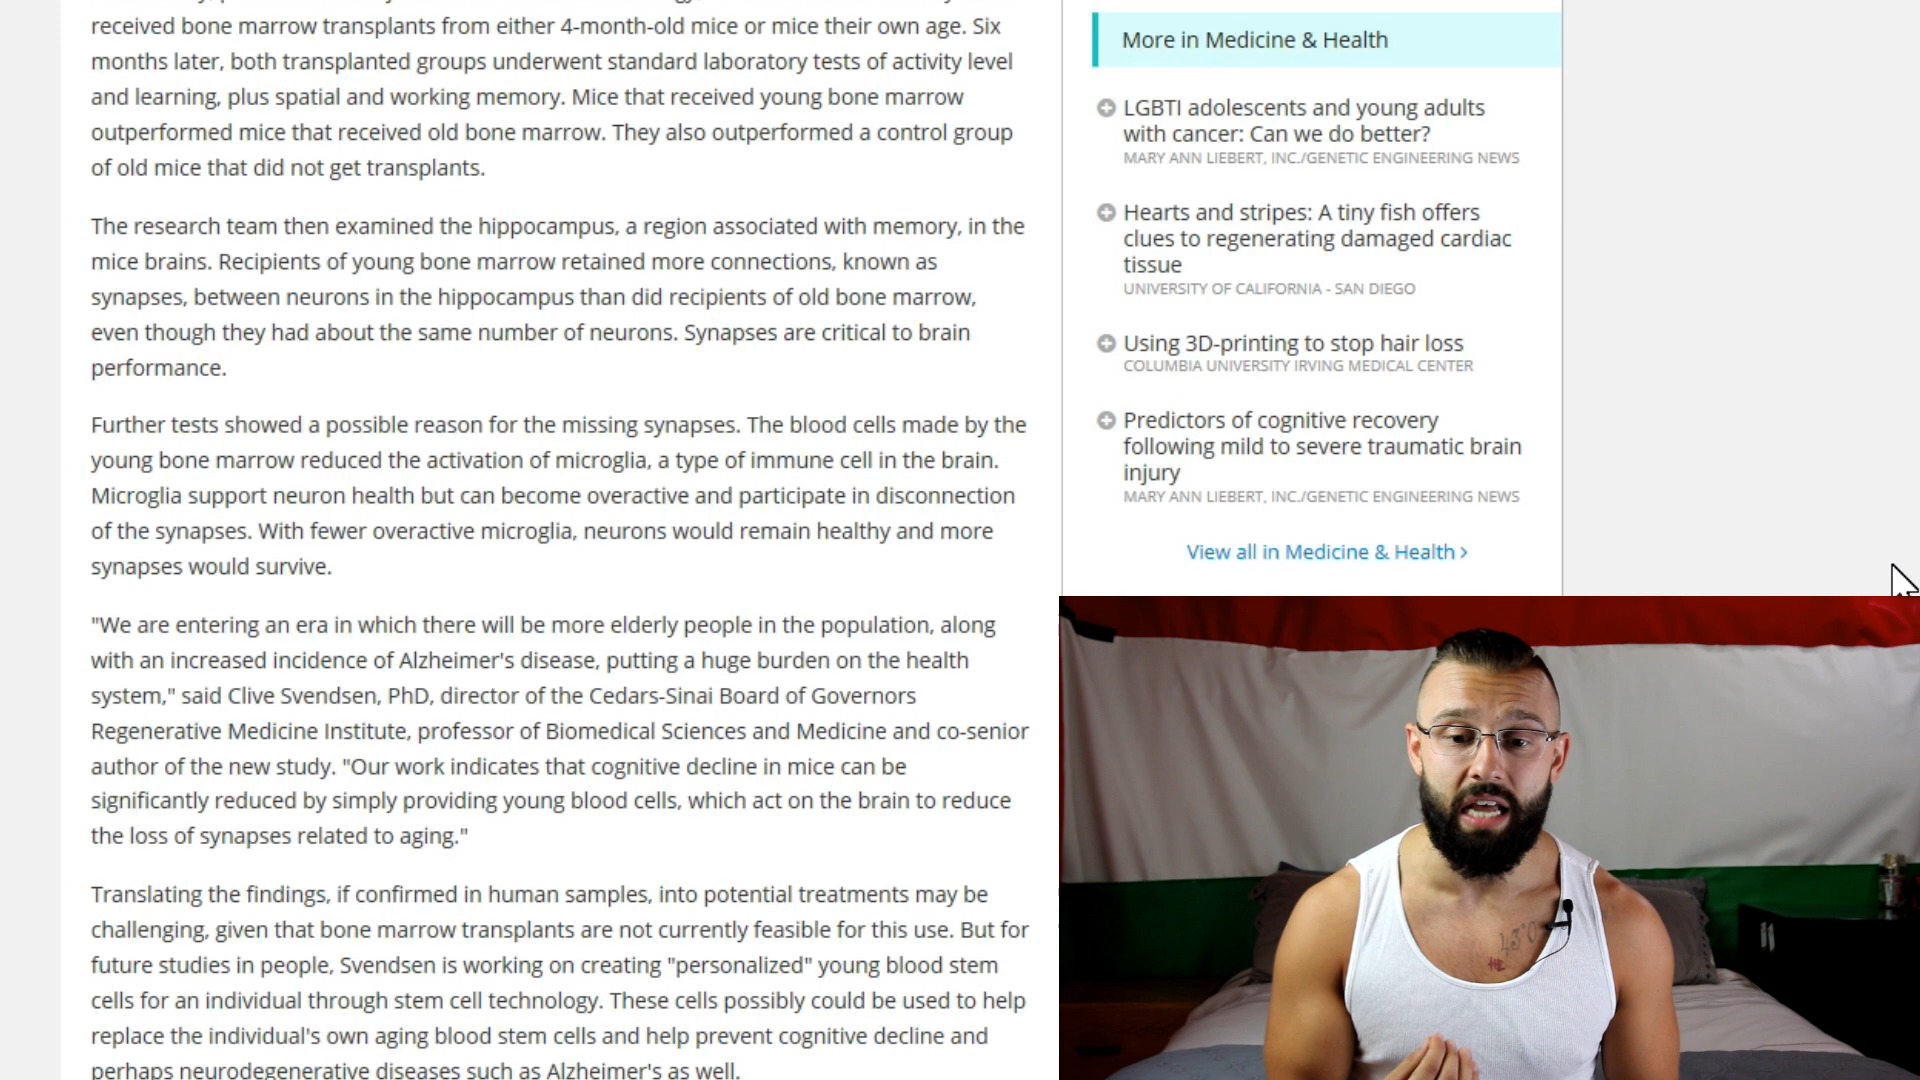 received bone marrow transplants from either 4-month-old mice or mice their own age. Six
months later, both transplanted groups underwent standard laboratory tests of activity level
and learning, plus spatial and working memory. Mice that received young bone marrow
outperformed mice that received old bone marrow. They also outperformed a control group
of old mice that did not get transplants.
The research team then examined the hippocampus, a region associated with memory, in the
mice brains. Recipients of young bone marrow retained more connections, known as
synapses, between neurons in the hippocampus than did recipients of old bone marrow,
even though they had about the same number of neurons. Synapses are critical to brain
performance.
Further tests showed a possible reason for the missing synapses. The blood cells made by the
young bone marrow reduced the activation of microglia, a type of immune cell in the brain.
Microglia support neuron health but can become overactive and participate in disconnection
of the synapses. With fewer overactive microglia, neurons would remain healthy and more
synapses would survive.
"We are entering an era in which there will be more elderly people in the population, along
with an increased incidence of Alzheimer's disease, putting a huge burden on the health
system," said Clive Svendsen, PhD, director of the Cedars-Sinai Board of Governors
Regenerative Medicine Institute, professor of Biomedical Sciences and Medicine and co-senior
author of the new study. "Our work indicates that cognitive decline in mice can be
significantly reduced by simply providing young blood cells, which act on the brain to reduce
the loss of synapses related to aging."
Translating the findings, if confirmed in human samples, into potential treatments may be
challenging, given that bone marrow transplants are not currently feasible for this use. But for
future studies in people, Svendsen is working on creating "personalized" young blood stem
cells for an individual through stem cell technology. These cells possibly could be used to help
replace the individual's own aging blood stem cells and help prevent cognitive decline and
perhaps neurodegenerative diseases such as Alzheimer's as well.
More in Medicine & Health
LGBTI adolescents and young adults
with cancer: Can we do better?
MARY ANN LIEBERT, INC./GENETIC ENGINEERING NEWS
Hearts and stripes: A tiny fish offers
clues to regenerating damaged cardiac
tissue
UNIVERSITY OF CALIFORNIA - SAN DIEGO
Using 3D-printing to stop hair loss
COLUMBIA UNIVERSITY IRVING MEDICAL CENTER
Predictors of cognitive recovery
following mild to severe traumatic brain
injury
MARY ANN LIEBERT, INC./GENETIC ENGINEERING NEWS
View all in Medicine & Health >